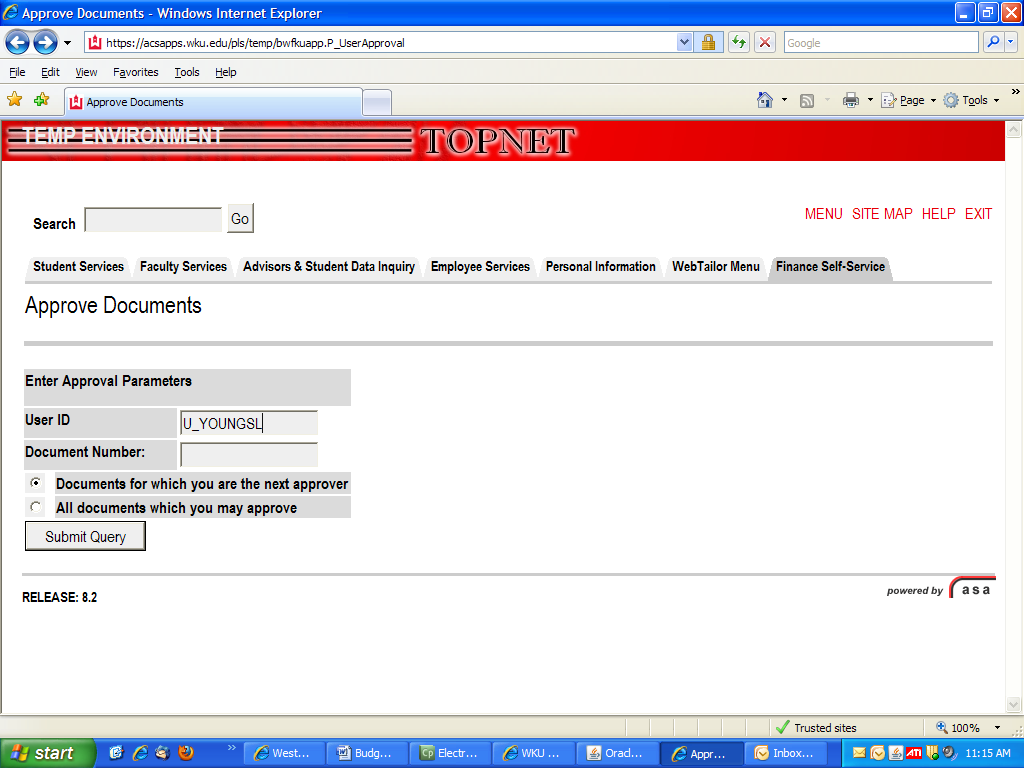 Approve Documents - Windows Internet Explorer
https://acsapps.wku.edu/pls/temp/bwfkuapp.P_UserApproval
Google
File Edit View Favorites Tools Help
Approve Documents
Page Tools »
TEMP ENVIRONMENT TOPNET
Search Go
MENU SITE MAP HELP EXIT
Student Services Faculty Services Advisors & Student Data Inquiry Employee Services Personal Information WebTailor Menu Finance Self-Service
Approve Documents
Enter Approval Parameters
User ID U_YOUNGSL
Document Number:
Documents for which you are the next approver
All documents which you may approve
Submit Query
RELEASE: 8.2
powered by asa
Trusted sites 100%
start » West... Budg... Cp Electr... WKU ... Oracl... Appr... Inbox... ATI 11:15 AM